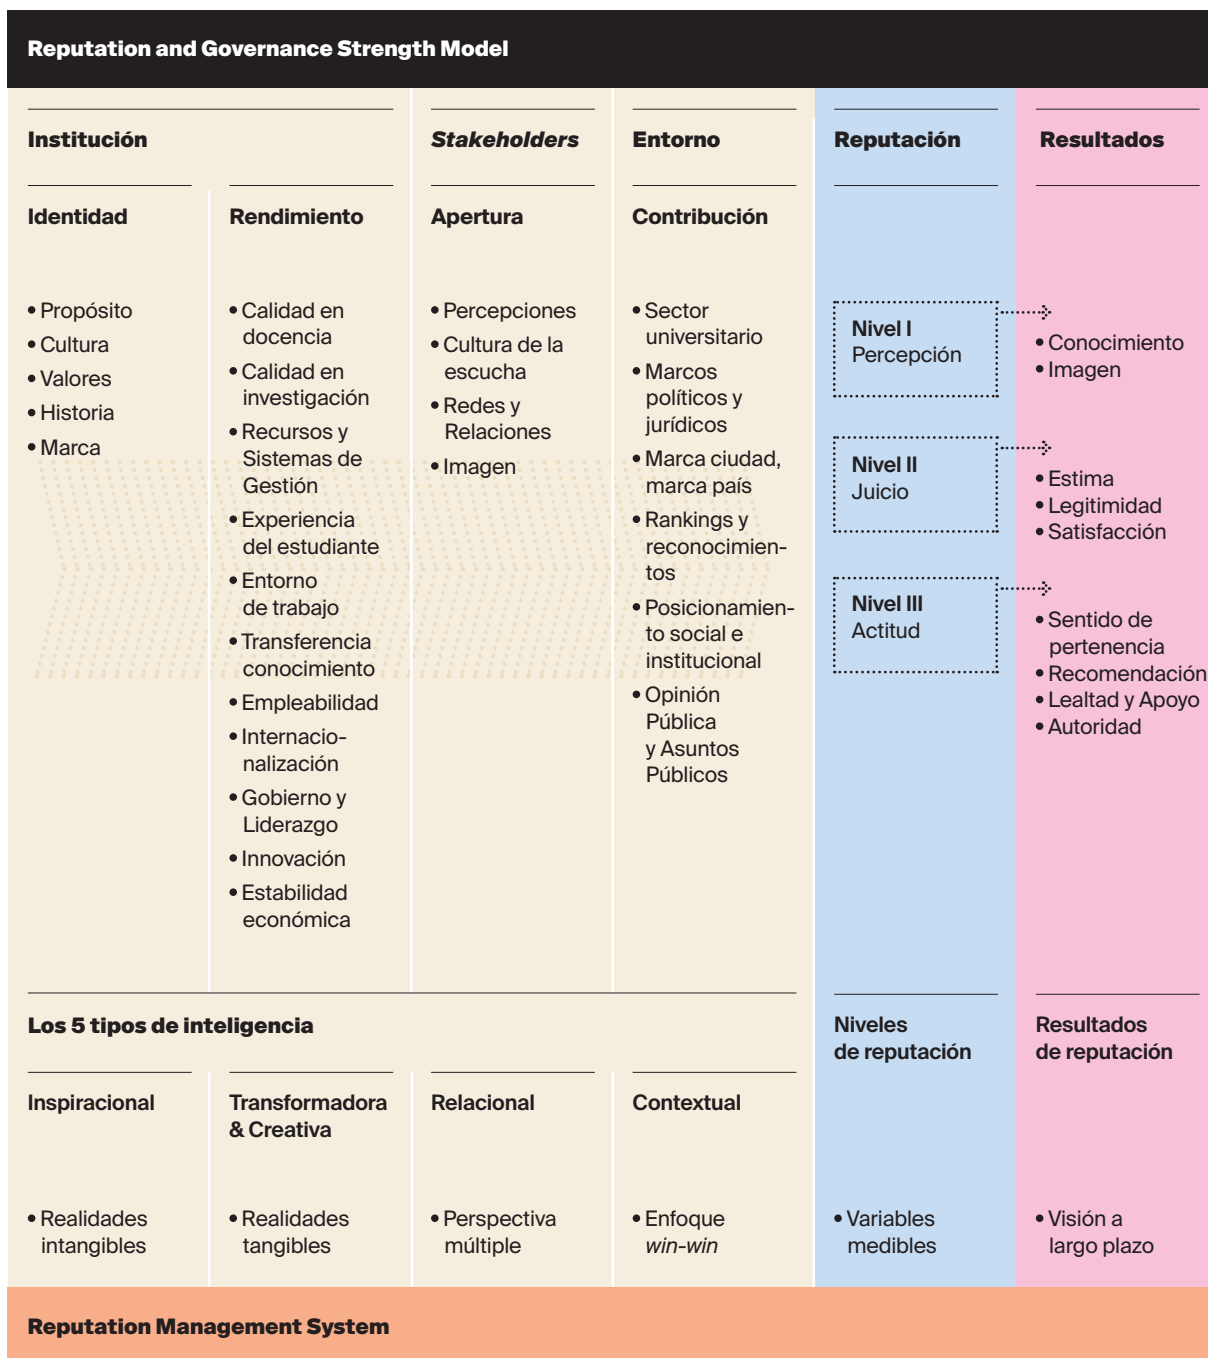 Reputation and Governance Strength Model
Institución
Stakeholders
Entorno
Reputación
Resultados
Identidad
Rendimiento
Apertura
Contribución
• Propósito
• Cultura
• Valores
• Historia
• Marca
• Calidad en
docencia
• Calidad en
investigación
• Recursos y
Sistemas de
Gestión
• Experiencia
del estudiante
• Entorno
de trabajo
• Transferencia
conocimiento
• Empleabilidad
• Internacio-
nalización
• Gobierno y
Liderazgo
• Innovación
• Estabilidad
económica
• Percepciones
• Cultura de la
escucha
• Redes y
Relaciones
• Imagen
• Sector
universitario
• Marcos
políticos y
jurídicos
• Marca ciudad,
marca país
• Rankings y
reconocimien-
tos
• Posicionamien-
to social e
institucional
• Opinión
Pública
y Asuntos
Públicos
Nivel I
Percepción
Nivel II
Juicio
Nivel III
Actitud
• Conocimiento
• Imagen
• Estima
• Legitimidad
• Satisfacción
• Sentido de
pertenencia
• Recomendación
• Lealtad y Apoyo
• Autoridad
Los 5 tipos de inteligencia
Niveles
de reputación
Resultados
de reputación
Inspiracional
Transformadora
& Creativa
Relacional
Contextual
• Realidades
intangibles
• Realidades
tangibles
• Perspectiva
múltiple
• Enfoque
win-win
• Variables
medibles
• Visión a
largo plazo
Reputation Management System